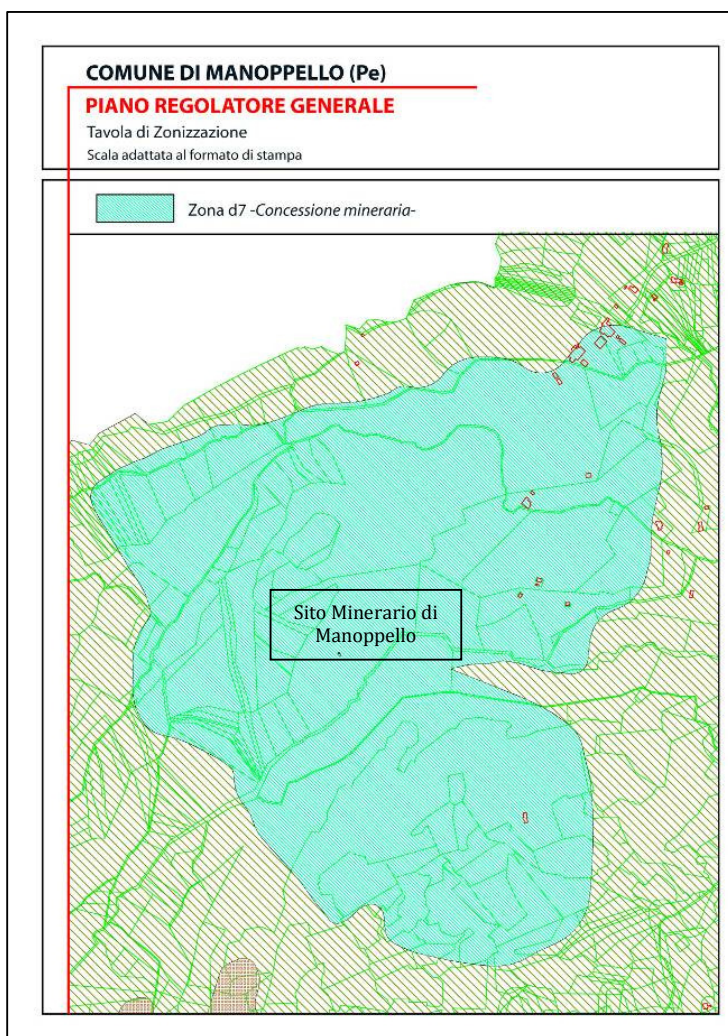 COMUNE DI MANOPPELLO (Pe)
PIANO REGOLATORE GENERALE
Tavola di Zonizzazione
Scala adattata al formato di stampa
Zona d7 -Concessione mineraria-
Sito Minerario di
Manoppello